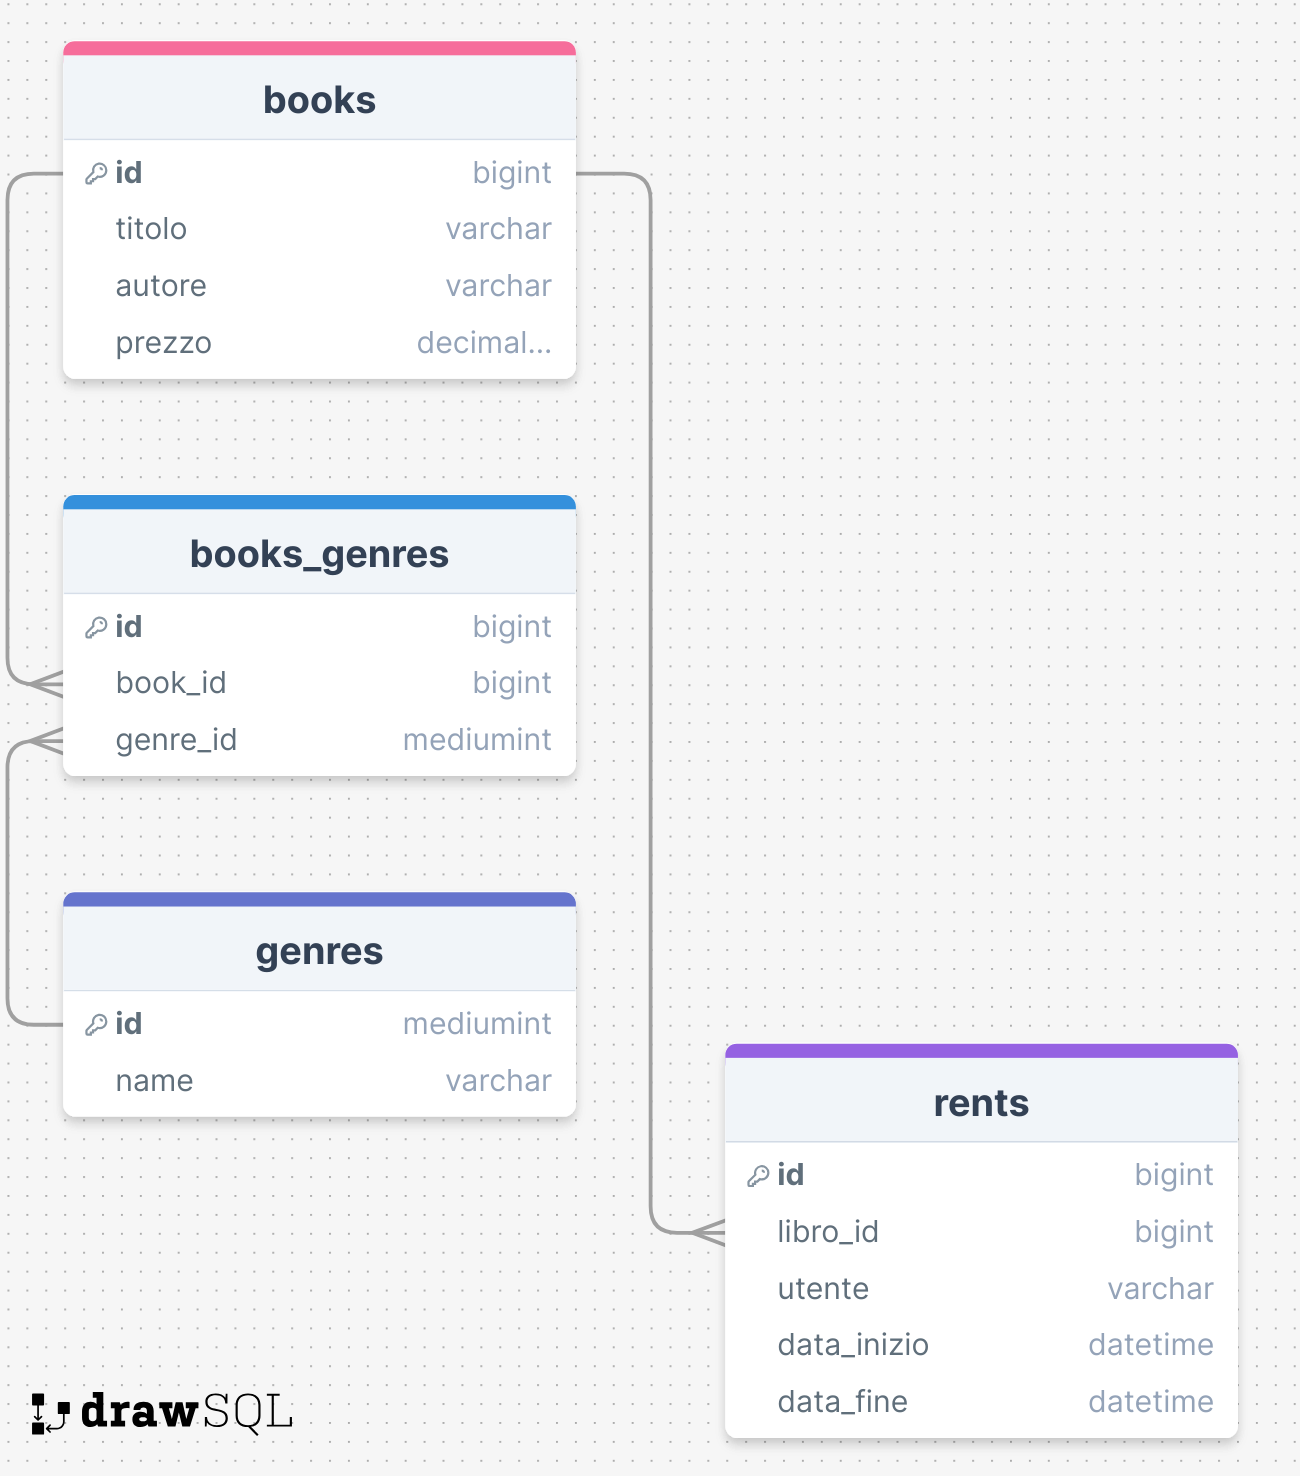 books
id bigint
titolo varchar
autore varchar
prezzo decimal...
books_genres
id bigint
book_id bigint
genre_id mediumint
genres
id mediumint
name varchar
rents
id bigint
libro_id bigint
utente varchar
data_inizio datetime
data_fine datetime
drawSQL